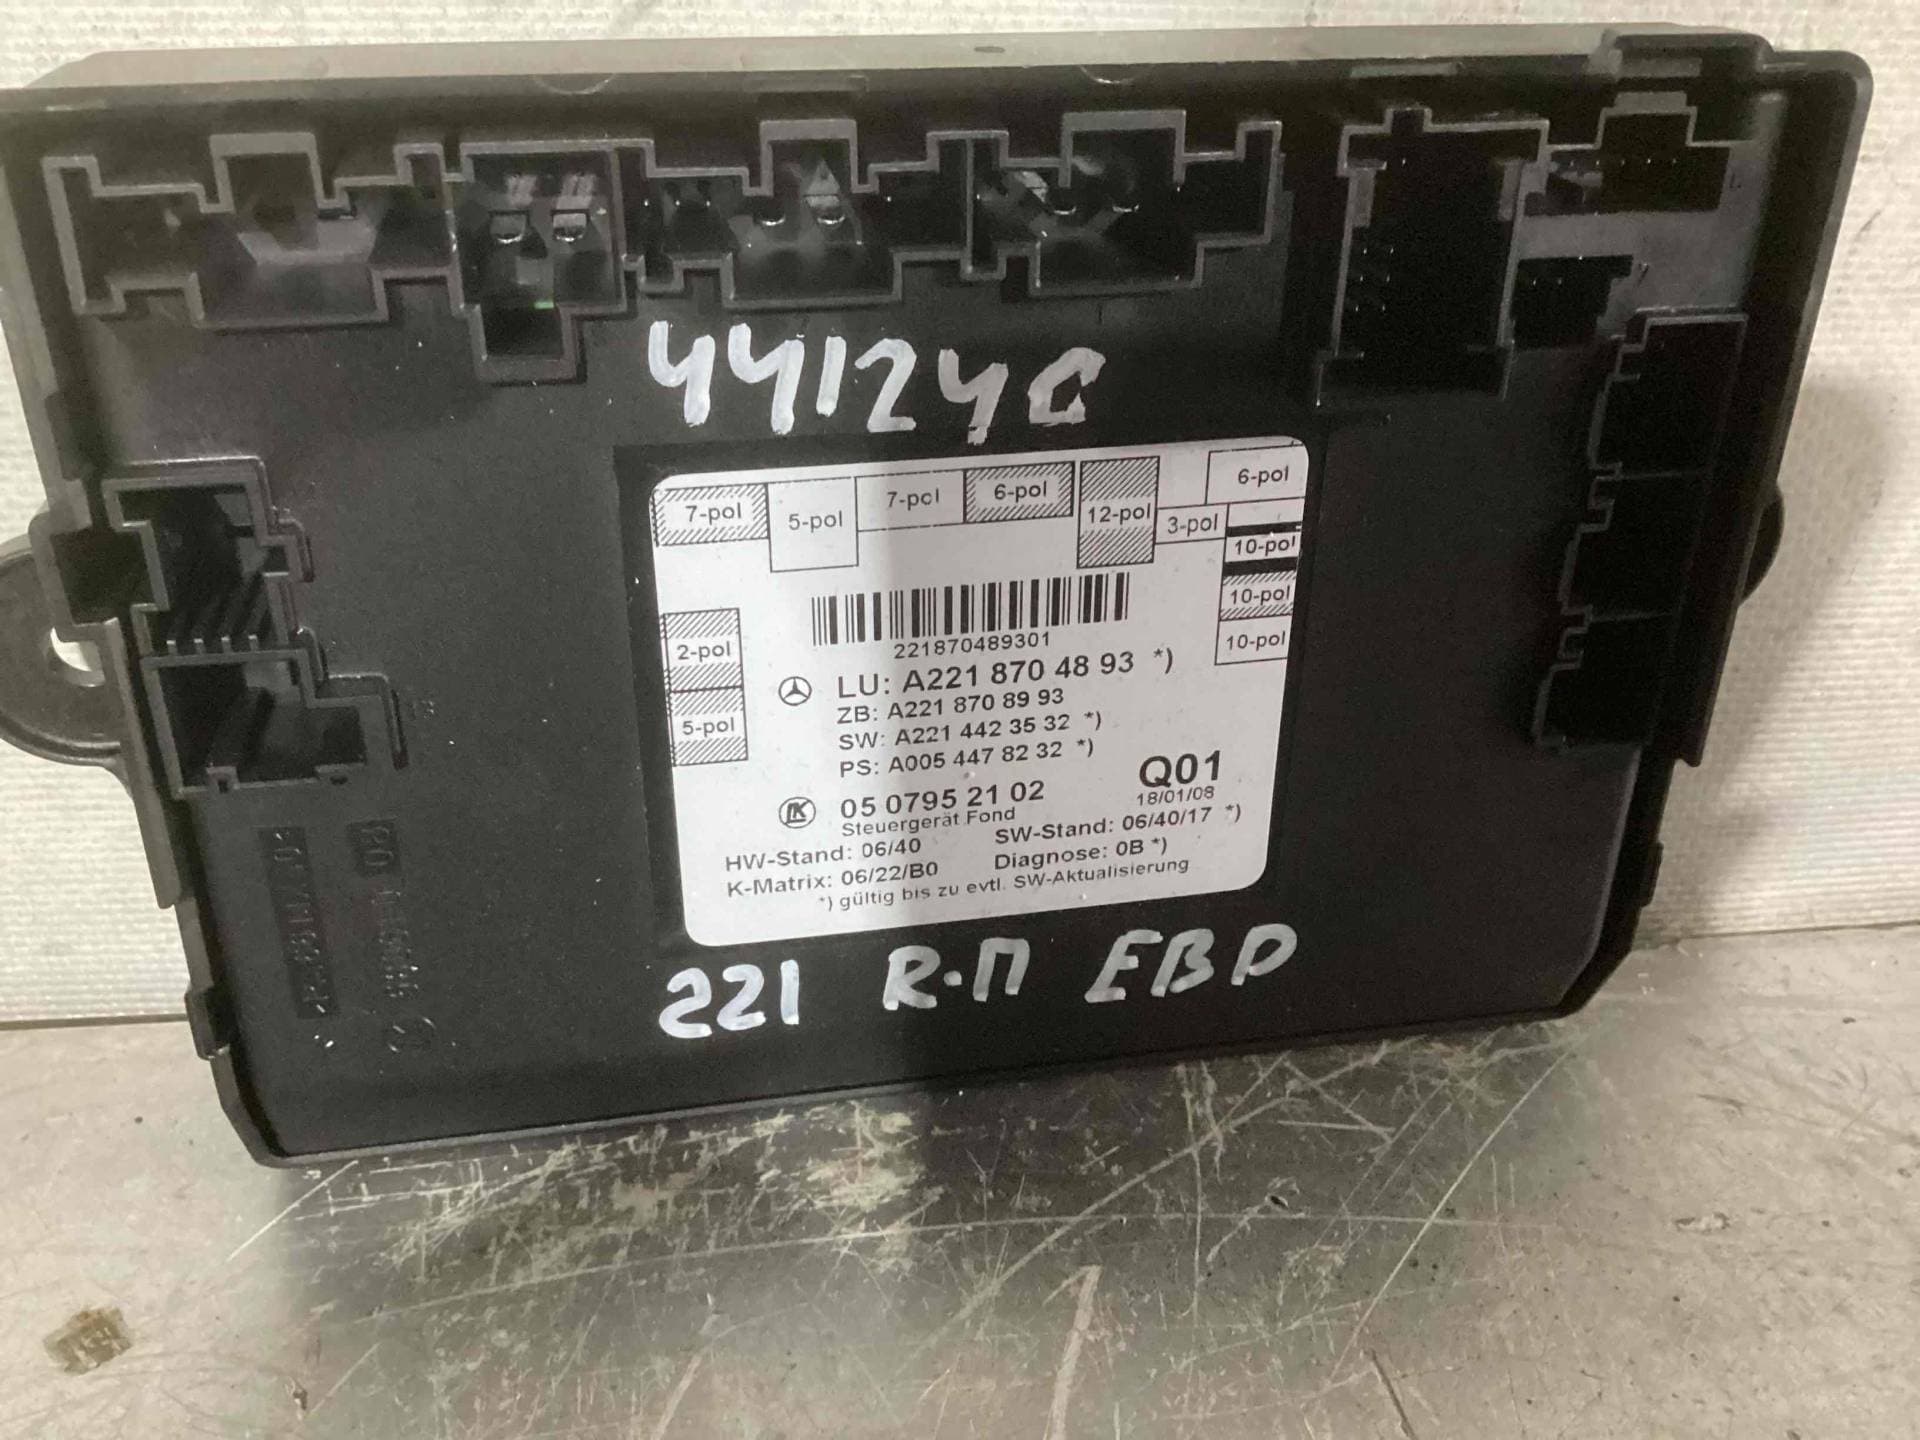 44124C
7-pol
5-pol
7-pol
6-pol
12-pol
3-pol
6-pol
10-pol
10-pol
10-pol
2-pol
5-pol
221870489301
LU: A221 870 48 93 *)
ZB: A221 870 89 93
SW: A221 442 35 32 *)
PS: A005 447 82 32 *)
Q01
05 0795 21 02
18/01/08
Steuergerät Fond
HW-Stand: 06/40
SW-Stand: 06/40/17 *)
K-Matrix: 06/22/B0
Diagnose: 0B *)
*) gültig bis zu evtl. SW-Aktualisierung
221 R-П ЕВР